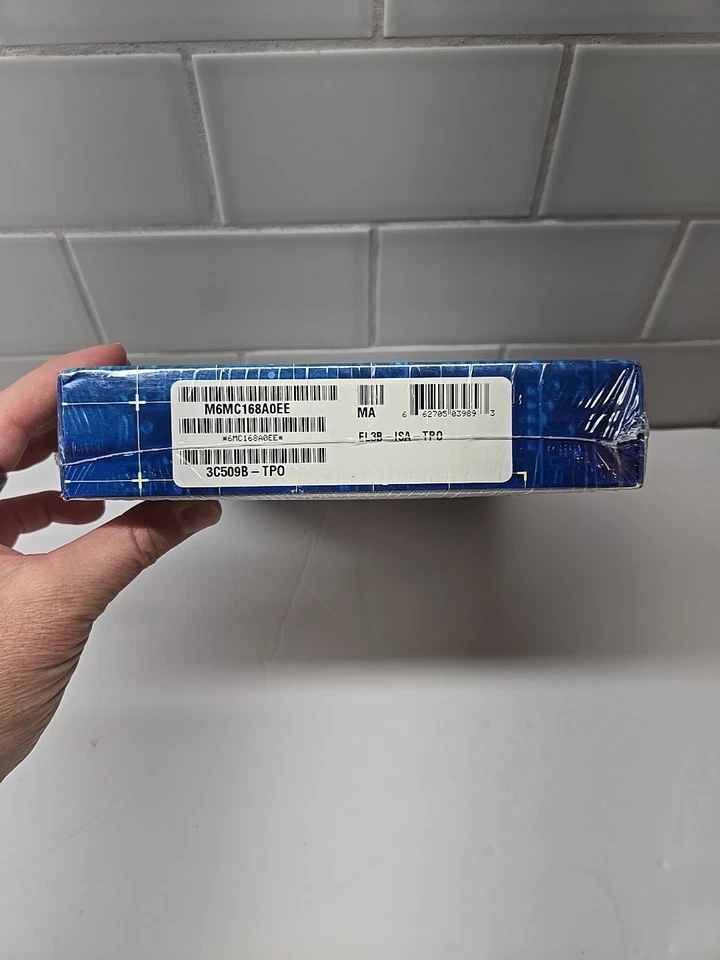 M6MC168A0EE
MA
6 62705 03989 3
*6MC168A0EE*
EL3B-ISA-TPO
3C509B-TPO